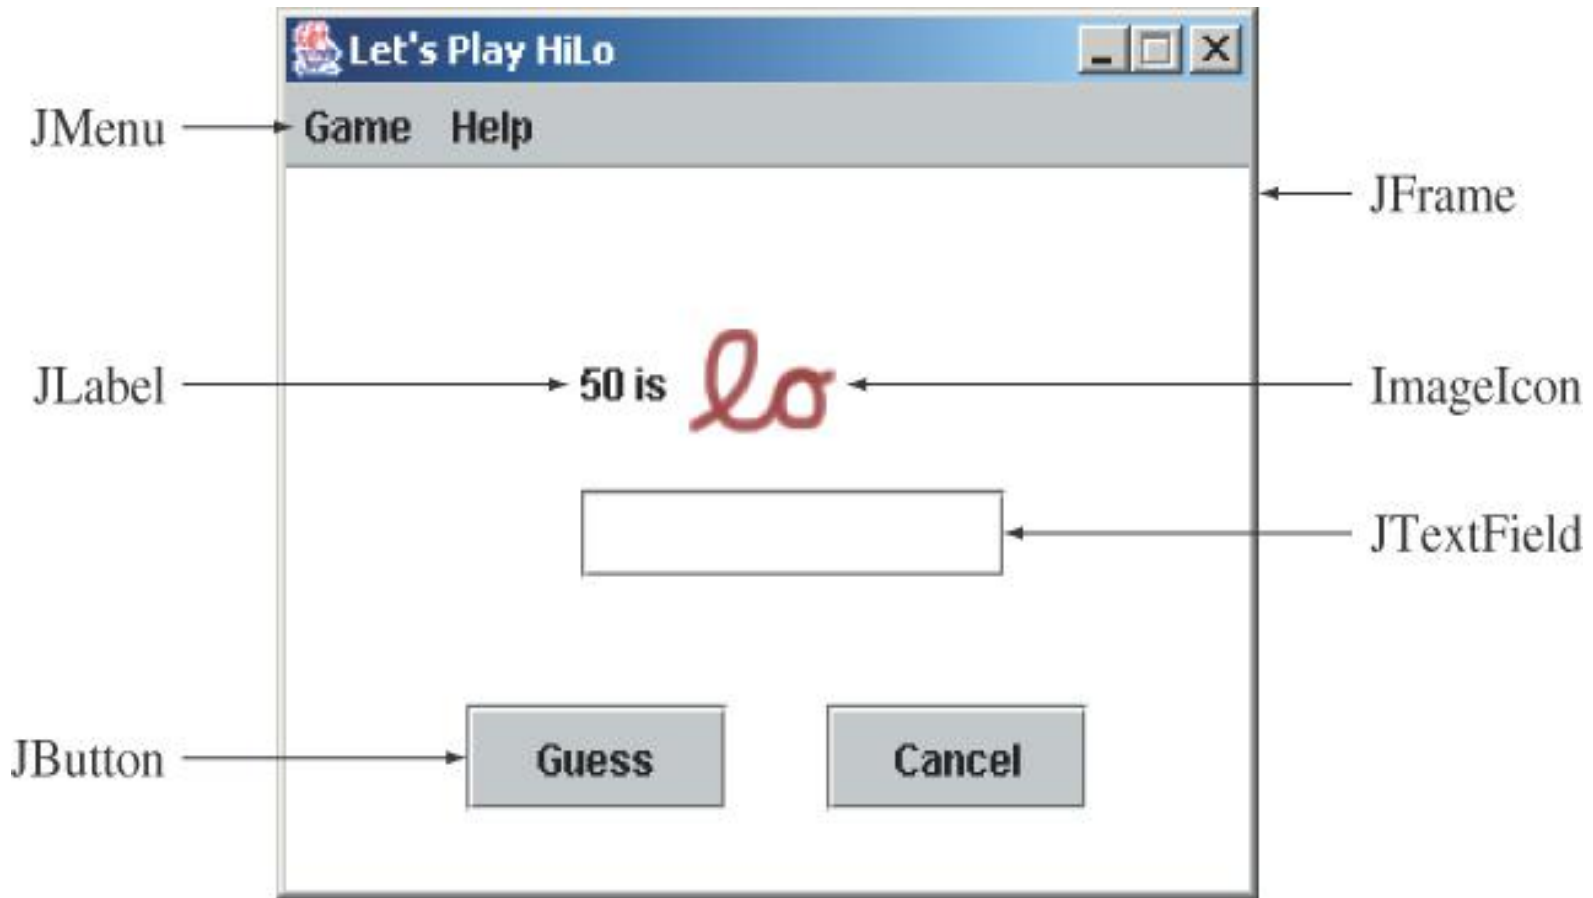 Let's Play HiLo
JMenu Game Help
JFrame
JLabel 50 is lo ImageIcon
JTextField
JButton Guess Cancel